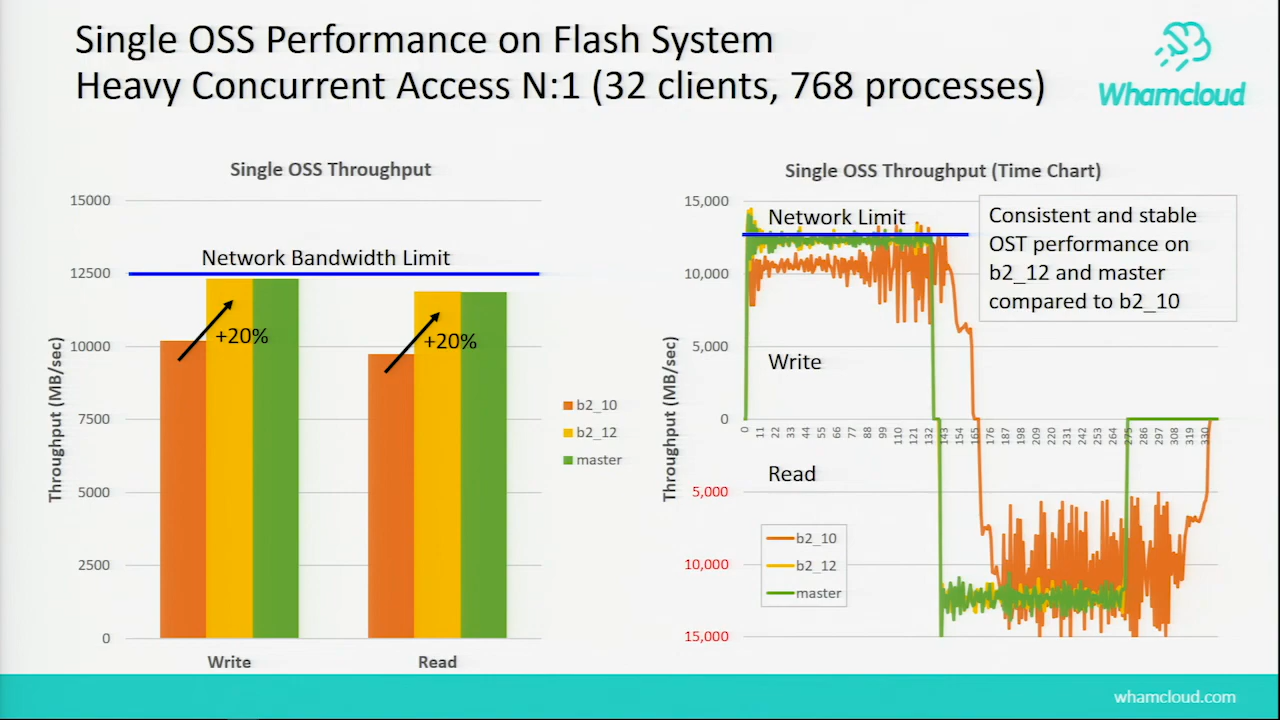 Single OSS Performance on Flash System
Heavy Concurrent Access N:1 (32 clients, 768 processes)
Whamcloud
Single OSS Throughput
Throughput (MB/sec)
15000
12500
10000
7500
5000
2500
0
Network Bandwidth Limit
+20%
+20%
Write
Read
b2_10
b2_12
master
Single OSS Throughput (Time Chart)
Throughput (MB/sec)
15,000
10,000
5,000
0
5,000
10,000
15,000
Network Limit
Consistent and stable
OST performance on
b2_12 and master
compared to b2_10
Write
0 11 22 33 44 55 66 77 88 99 110 121 132 143 154 165 176 187 198 209 220 231 242 253 264 275 286 297 308 319 330
Read
b2_10
b2_12
master
whamcloud.com